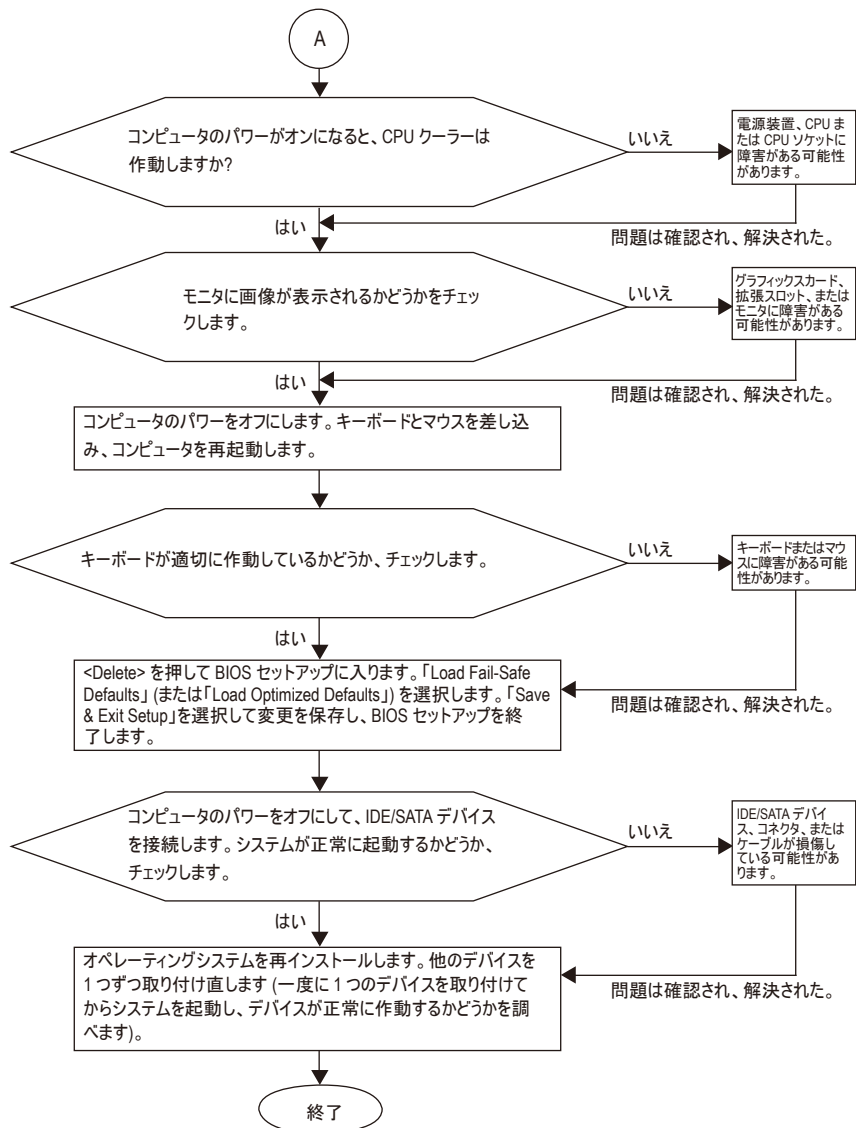 A
コンピュータのパワーがオンになると、CPU クーラーは
作動しますか?
いいえ
電源装置、CPU ま
たは CPU ソケットに
障害がある可能性
があります。
はい
問題は確認され、解決された。
モニタに画像が表示されるかどうかをチェッ
クします。
いいえ
グラフィックスカード、
拡張スロット、または
モニタに障害がある
可能性があります。
はい
問題は確認され、解決された。
コンピュータのパワーをオフにします。キーボードとマウスを差し込
み、コンピュータを再起動します。
キーボードが適切に作動しているかどうか、チェックします。
いいえ
キーボードまたはマウ
スに障害がある可能
性があります。
はい
<Delete> を押して BIOS セットアップに入ります。「Load Fail-Safe
Defaults」 (または「Load Optimized Defaults」) を選択します。「Save
& Exit Setup」を選択して変更を保存し、BIOS セットアップを終
了します。
問題は確認され、解決された。
コンピュータのパワーをオフにして、IDE/SATA デバイス
を接続します。システムが正常に起動するかどうか、
チェックします。
いいえ
IDE/SATA デバイ
ス、コネクタ、または
ケーブルが損傷し
ている可能性があ
ります。
はい
オペレーティングシステムを再インストールします。他のデバイスを
1 つずつ取り付け直します (一度に 1 つのデバイスを取り付けて
からシステムを起動し、デバイスが正常に作動するかどうかを調
べます)。
問題は確認され、解決された。
終了